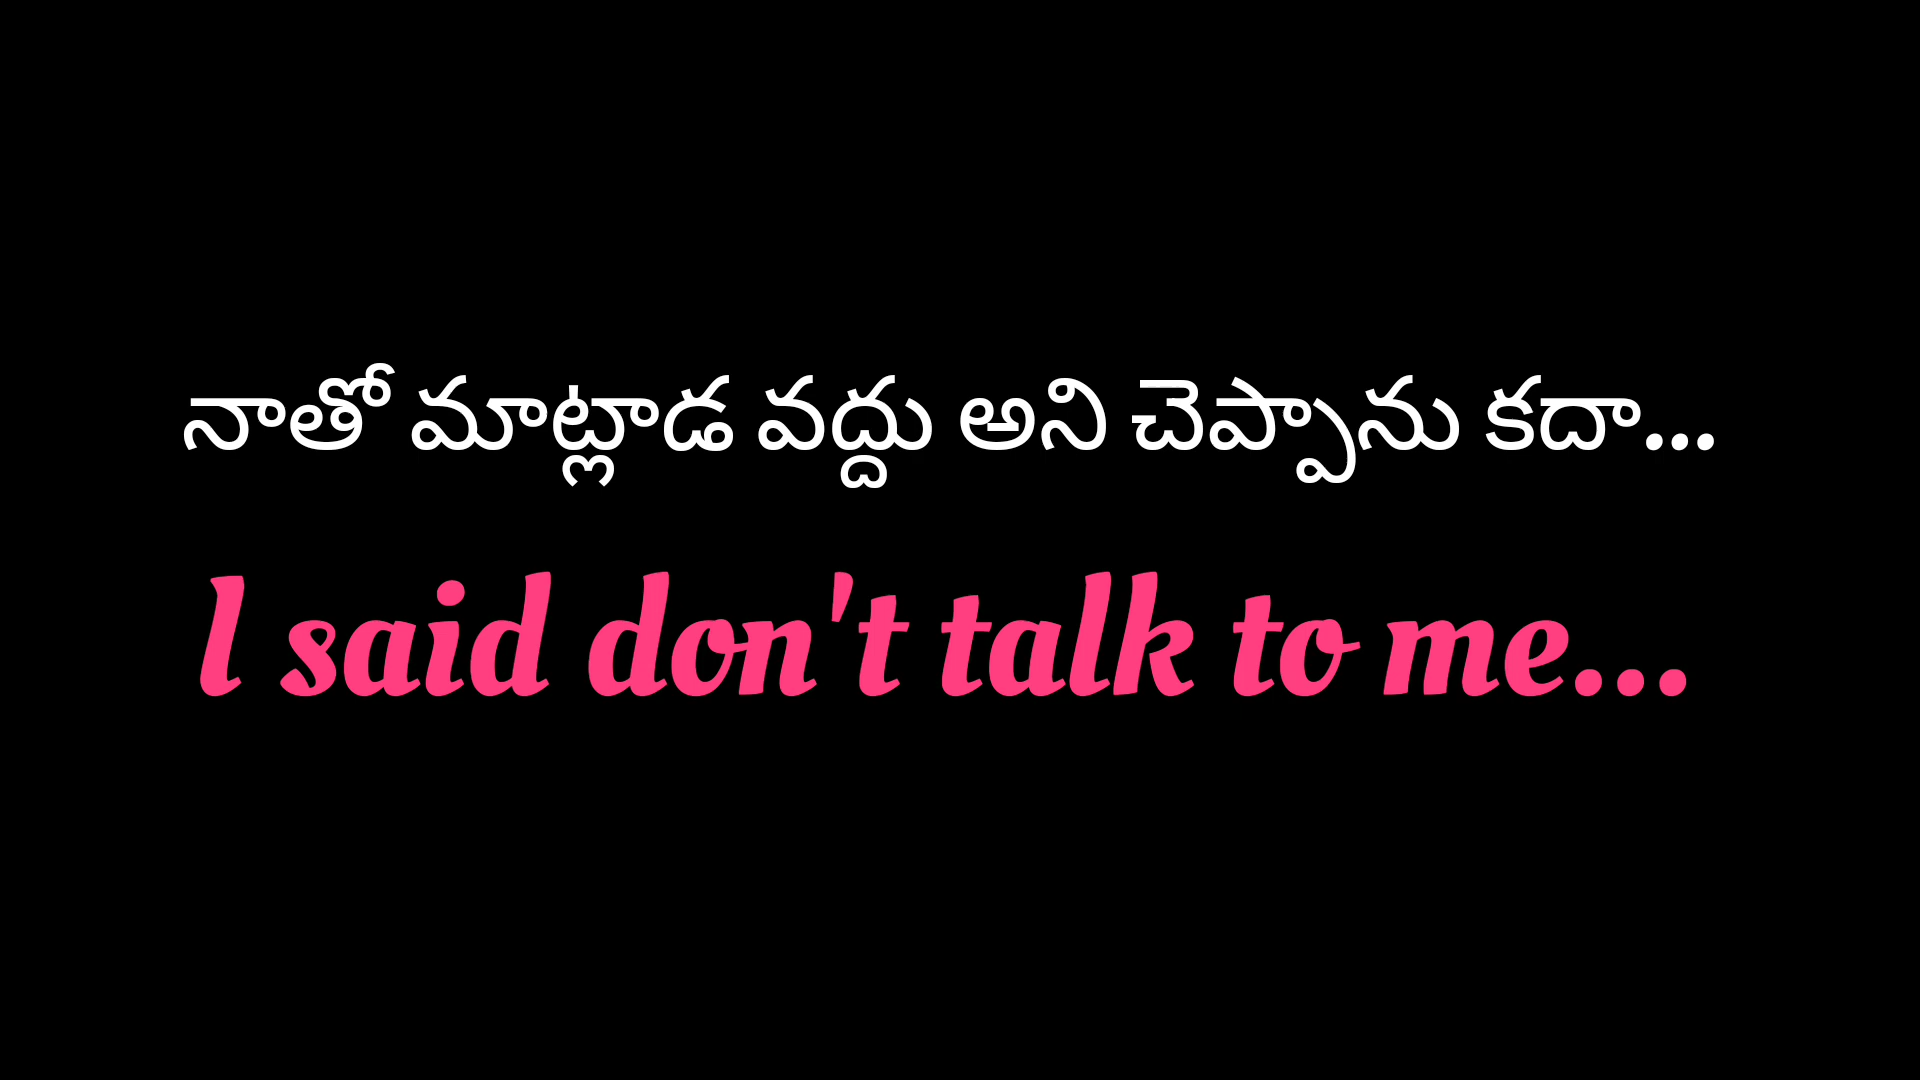 నాతో మాట్లాడ వద్దు అని చెప్పాను కదా...
I said don't talk to me...